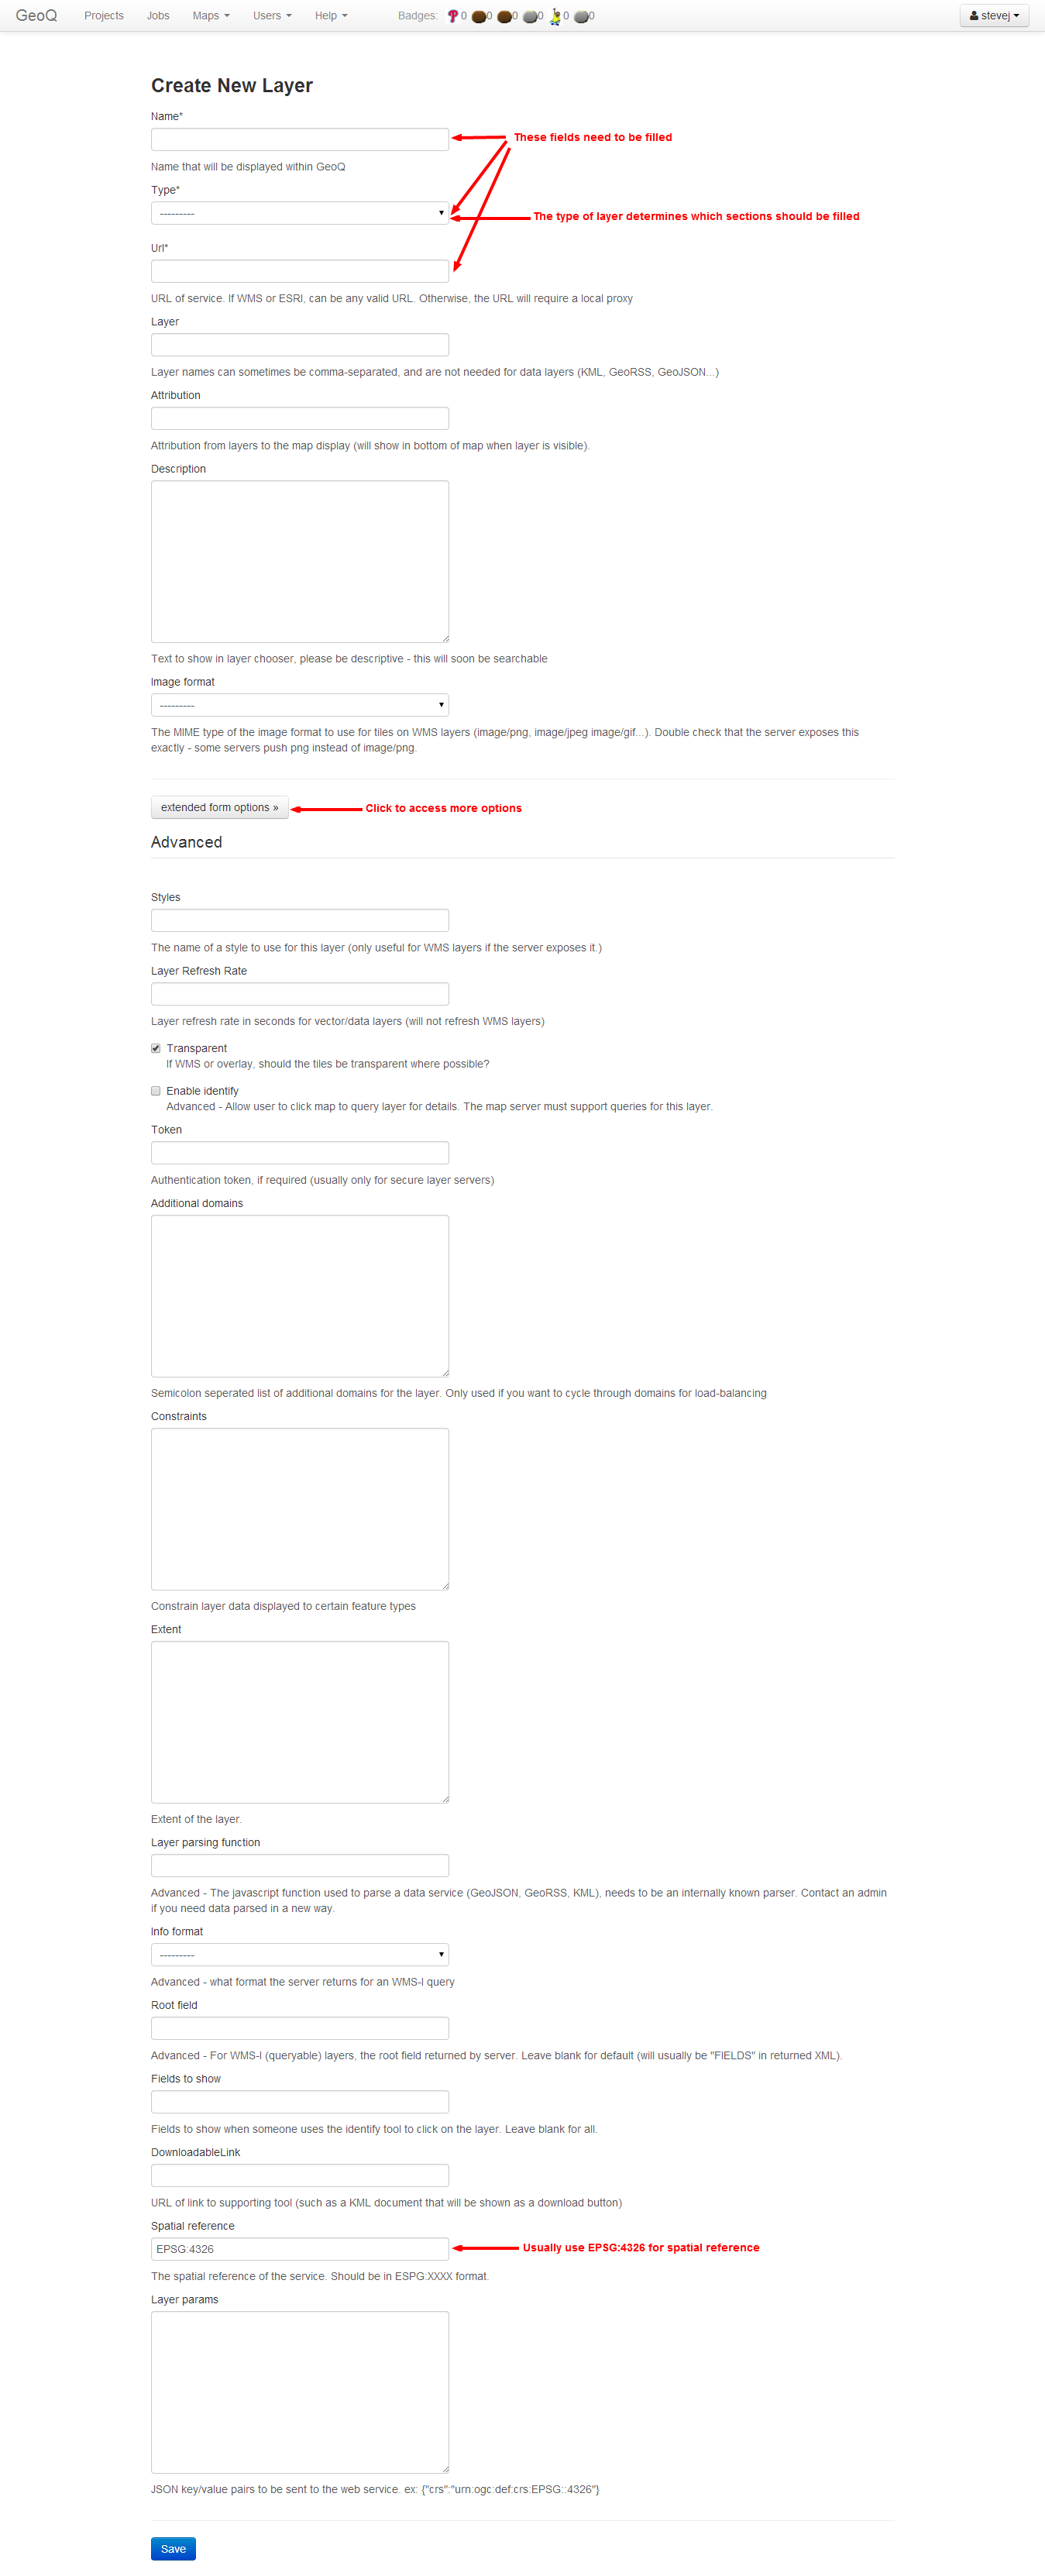 GeoQ Projects Jobs Maps Users Help Badges: 0 0 0 0 0 0 stevej
Create New Layer
Name*
These fields need to be filled
Name that will be displayed within GeoQ
Type*
---------
The type of layer determines which sections should be filled
Url*
URL of service. If WMS or ESRI, can be any valid URL. Otherwise, the URL will require a local proxy
Layer
Layer names can sometimes be comma-separated, and are not needed for data layers (KML, GeoRSS, GeoJSON...)
Attribution
Attribution from layers to the map display (will show in bottom of map when layer is visible).
Description
Text to show in layer chooser, please be descriptive - this will soon be searchable
Image format
---------
The MIME type of the image format to use for tiles on WMS layers (image/png, image/jpeg image/gif...). Double check that the server exposes this
exactly - some servers push png instead of image/png.
extended form options »
Click to access more options
Advanced
Styles
The name of a style to use for this layer (only useful for WMS layers if the server exposes it.)
Layer Refresh Rate
Layer refresh rate in seconds for vector/data layers (will not refresh WMS layers)
Transparent
If WMS or overlay, should the tiles be transparent where possible?
Enable identify
Advanced - Allow user to click map to query layer for details. The map server must support queries for this layer.
Token
Authentication token, if required (usually only for secure layer servers)
Additional domains
Semicolon seperated list of additional domains for the layer. Only used if you want to cycle through domains for load-balancing
Constraints
Constrain layer data displayed to certain feature types
Extent
Extent of the layer.
Layer parsing function
Advanced - The javascript function used to parse a data service (GeoJSON, GeoRSS, KML), needs to be an internally known parser. Contact an admin
if you need data parsed in a new way.
Info format
---------
Advanced - what format the server returns for an WMS-I query
Root field
Advanced - For WMS-I (queryable) layers, the root field returned by server. Leave blank for default (will usually be "FIELDS" in returned XML).
Fields to show
Fields to show when someone uses the identify tool to click on the layer. Leave blank for all.
DownloadableLink
URL of link to supporting tool (such as a KML document that will be shown as a download button)
Spatial reference
EPSG:4326
Usually use EPSG:4326 for spatial reference
The spatial reference of the service. Should be in ESPG:XXXX format.
Layer params
JSON key/value pairs to be sent to the web service. ex: {"crs":"urn:ogc:def:crs:EPSG::4326"}
Save